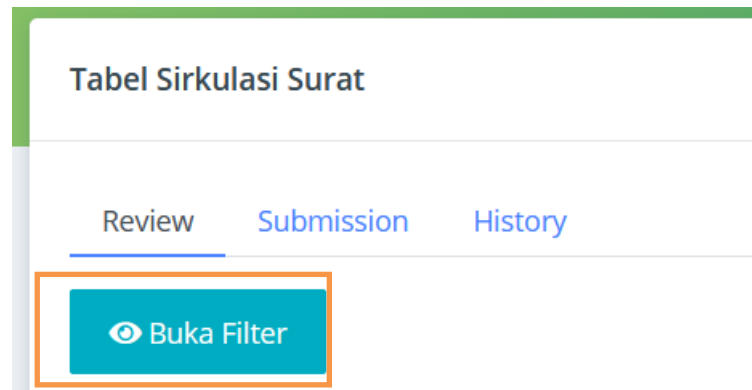 Tabel Sirkulasi Surat
Review Submission History
Buka Filter